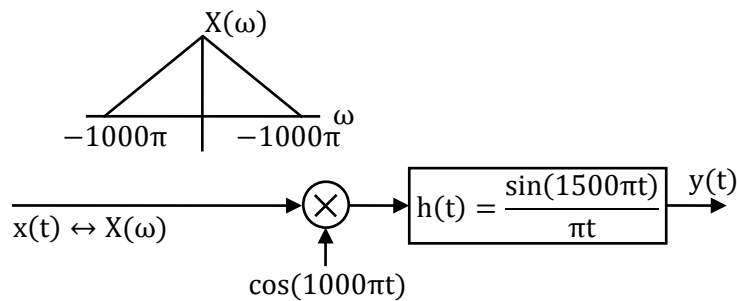 X(ω)
ω
−1000π
−1000π
x(t) ↔ X(ω)
cos(1000πt)
h(t) = sin(1500πt)/πt
y(t)